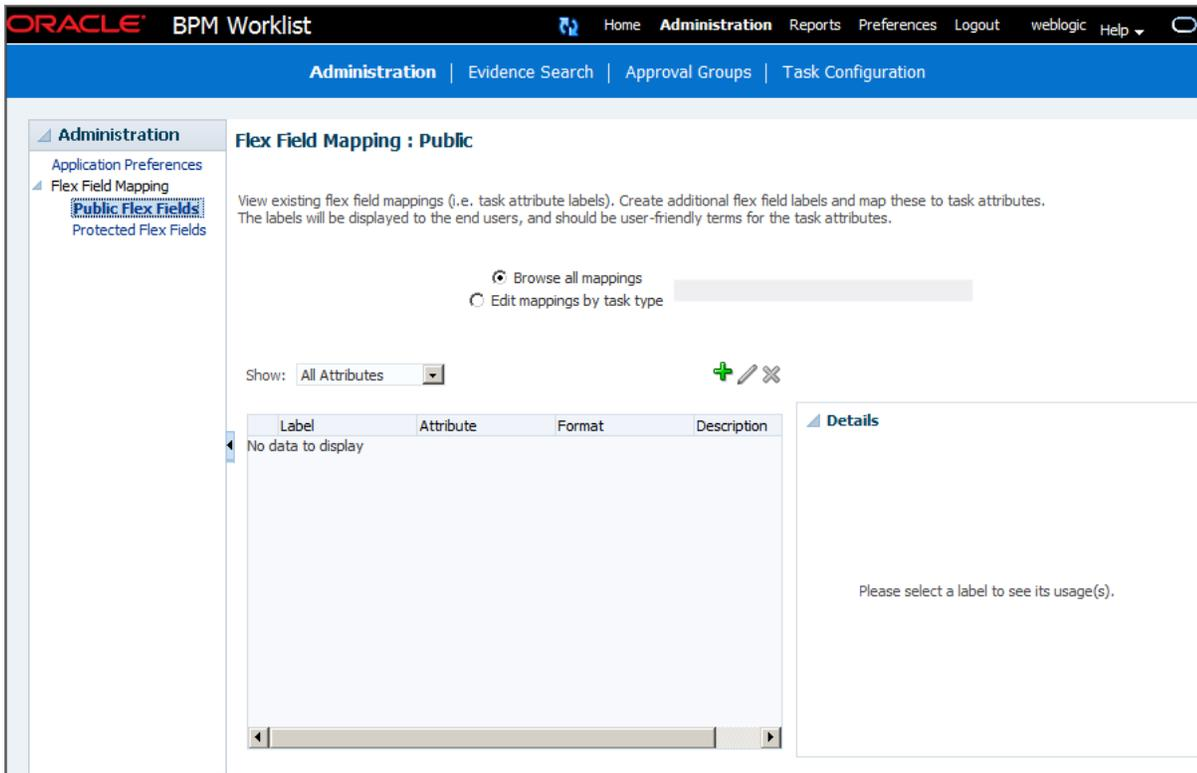 ORACLE BPM Worklist Home Administration Reports Preferences Logout weblogic Help
Administration | Evidence Search | Approval Groups | Task Configuration
Administration
Application Preferences
Flex Field Mapping
Public Flex Fields
Protected Flex Fields
Flex Field Mapping : Public
View existing flex field mappings (i.e. task attribute labels). Create additional flex field labels and map these to task attributes.
The labels will be displayed to the end users, and should be user-friendly terms for the task attributes.
Browse all mappings
Edit mappings by task type
Show: All Attributes
Label Attribute Format Description
No data to display
Details
Please select a label to see its usage(s).